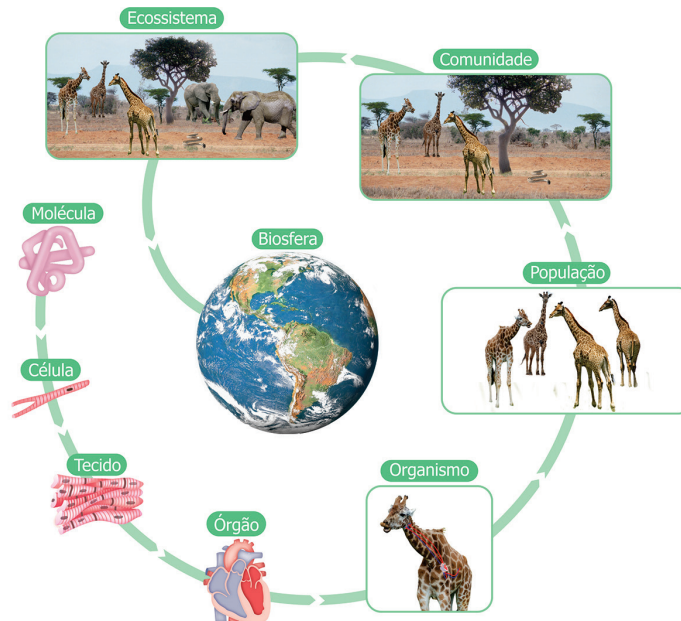 Ecossistema
Comunidade
Molécula
Biosfera
População
Célula
Tecido
Organismo
Órgão